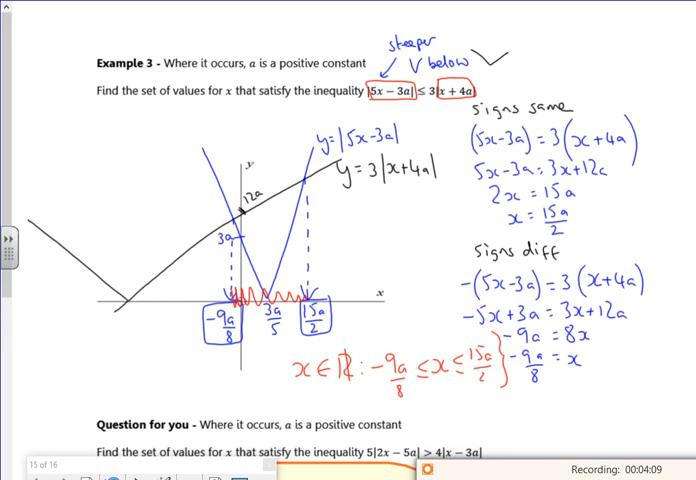 steeper
V below
Example 3 - Where it occurs, a is a positive constant
Find the set of values for x that satisfy the inequality |5x − 3a| ≤ 3|x + 4a|
signs same
(5x-3a) = 3(x+4a)
5x-3a = 3x+12a
2x = 15a
x = 15a/2
signs diff
-(5x-3a) = 3(x+4a)
-5x+3a = 3x+12a
-9a = 8x
-9a/8 = x
y=|5x-3a|
y=3|x+4a|
y
12a
3a
x
-9a/8
3a/5
15a/2
x ∈ ℝ : -9a/8 ≤ x ≤ 15a/2
Question for you - Where it occurs, a is a positive constant
Find the set of values for x that satisfy the inequality 5|2x − 5a| > 4|x − 3a|
15 of 16
Recording: 00:04:09